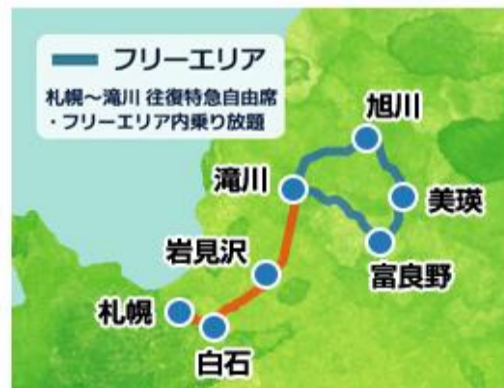 フリーエリア
札幌～滝川 往復特急自由席
・フリーエリア内乗り放題
旭川
滝川
美瑛
岩見沢
富良野
札幌
白石